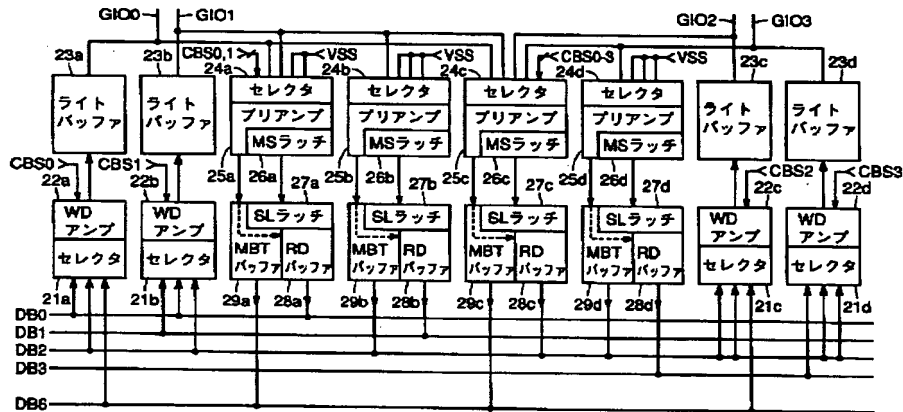 GIO0 GIO1 GIO2 GIO3
23a 23b CBS0,1 VSS VSS CBS0-3 VSS 23c 23d
24a 24b 24c 24d
ライト
バッファ
ライト
バッファ
セレクタ
プリアンプ
MSラッチ
セレクタ
プリアンプ
MSラッチ
セレクタ
プリアンプ
MSラッチ
セレクタ
プリアンプ
MSラッチ
ライト
バッファ
ライト
バッファ
CBS0 CBS1 25a 26a 25b 26b 25c 26c 25d 26d CBS2 CBS3
22a 22b 27a 27b 27c 27d 22c 22d
WD
アンプ
セレクタ
WD
アンプ
セレクタ
SLラッチ
MBT
バッファ
RD
バッファ
SLラッチ
MBT
バッファ
RD
バッファ
SLラッチ
MBT
バッファ
RD
バッファ
SLラッチ
MBT
バッファ
RD
バッファ
WD
アンプ
セレクタ
WD
アンプ
セレクタ
21a 21b 29a 28a 29b 28b 29c 28c 29d 28d 21c 21d
DB0
DB1
DB2
DB3
DB6